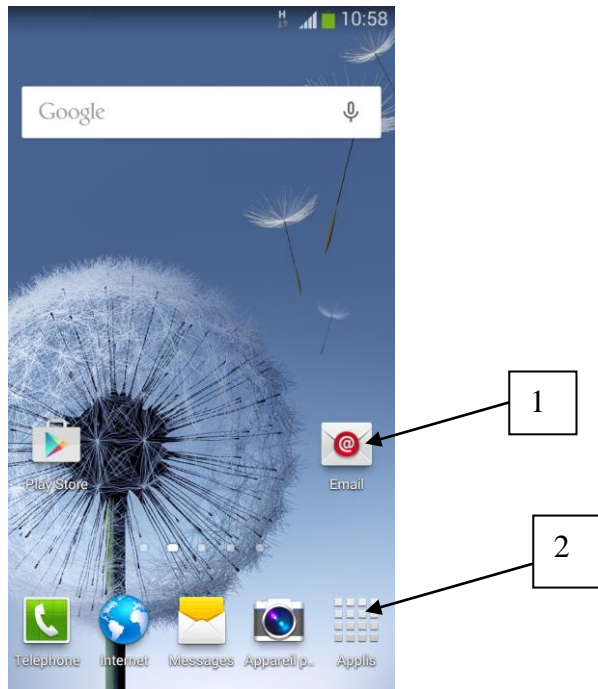 H 10:58
Google
1
@
Play Store Email
2
Téléphone Internet Messages Appareil p.. Applis